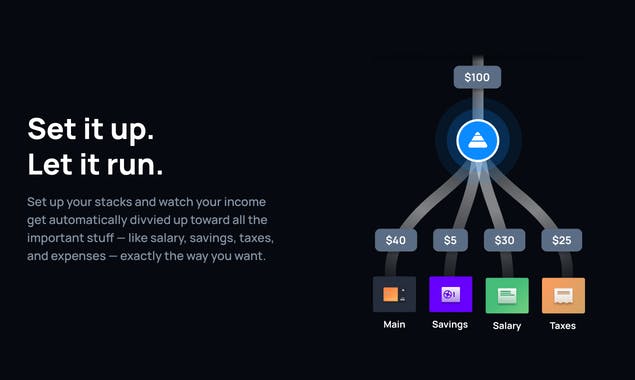 Set it up.
Let it run.
Set up your stacks and watch your income
get automatically divvied up toward all the
important stuff — like salary, savings, taxes,
and expenses — exactly the way you want.
$100
$40
$5
$30
$25
Main
Savings
Salary
Taxes